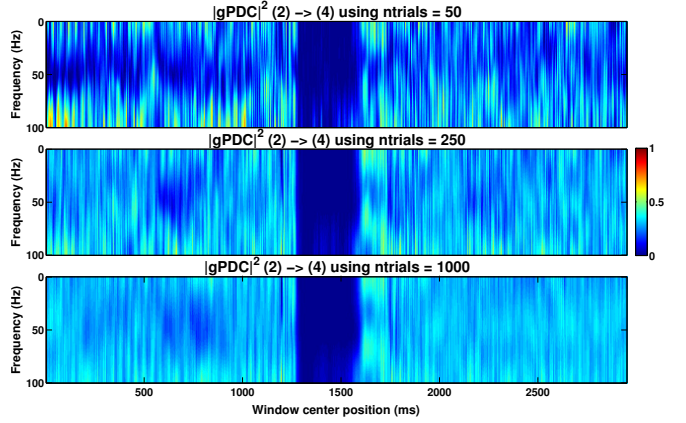 |gPDC|² (2) −> (4) using ntrials = 50
Frequency (Hz)
0
50
100
|gPDC|² (2) −> (4) using ntrials = 250
Frequency (Hz)
0
50
100
1
0.5
0
|gPDC|² (2) −> (4) using ntrials = 1000
Frequency (Hz)
0
50
100
500 1000 1500 2000 2500
Window center position (ms)